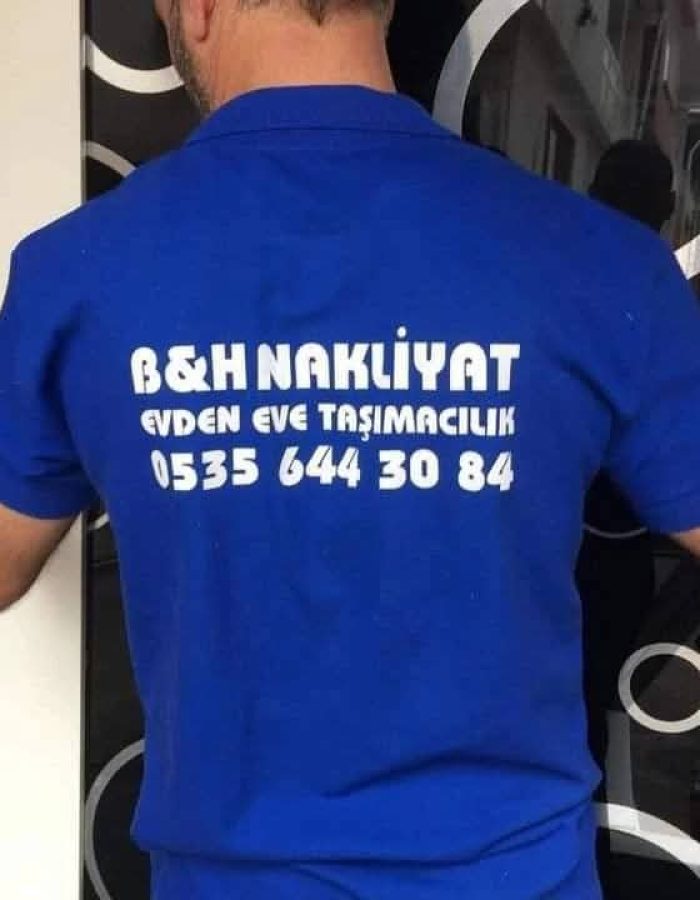 B&H NAKLİYAT
EVDEN EVE TAŞIMACILIK
0535 644 30 84